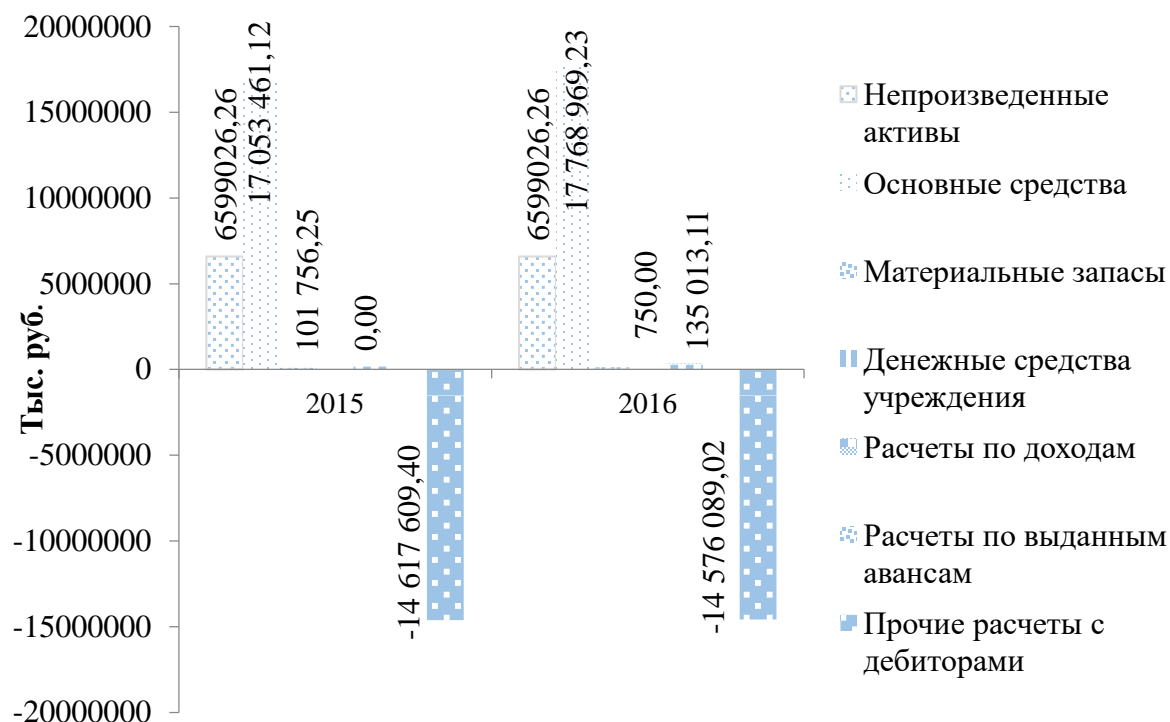 20000000
15000000
10000000
5000000
0
-5000000
-10000000
-15000000
-20000000
Тыс. руб.
6599026,26
17 053 461,12
101 756,25
0,00
-14 617 609,40
2015
6599026,26
17 768 969,23
750,00
135 013,11
-14 576 089,02
2016
Непроизведенные
активы
Основные средства
Материальные запасы
Денежные средства
учреждения
Расчеты по доходам
Расчеты по выданным
авансам
Прочие расчеты с
дебиторами